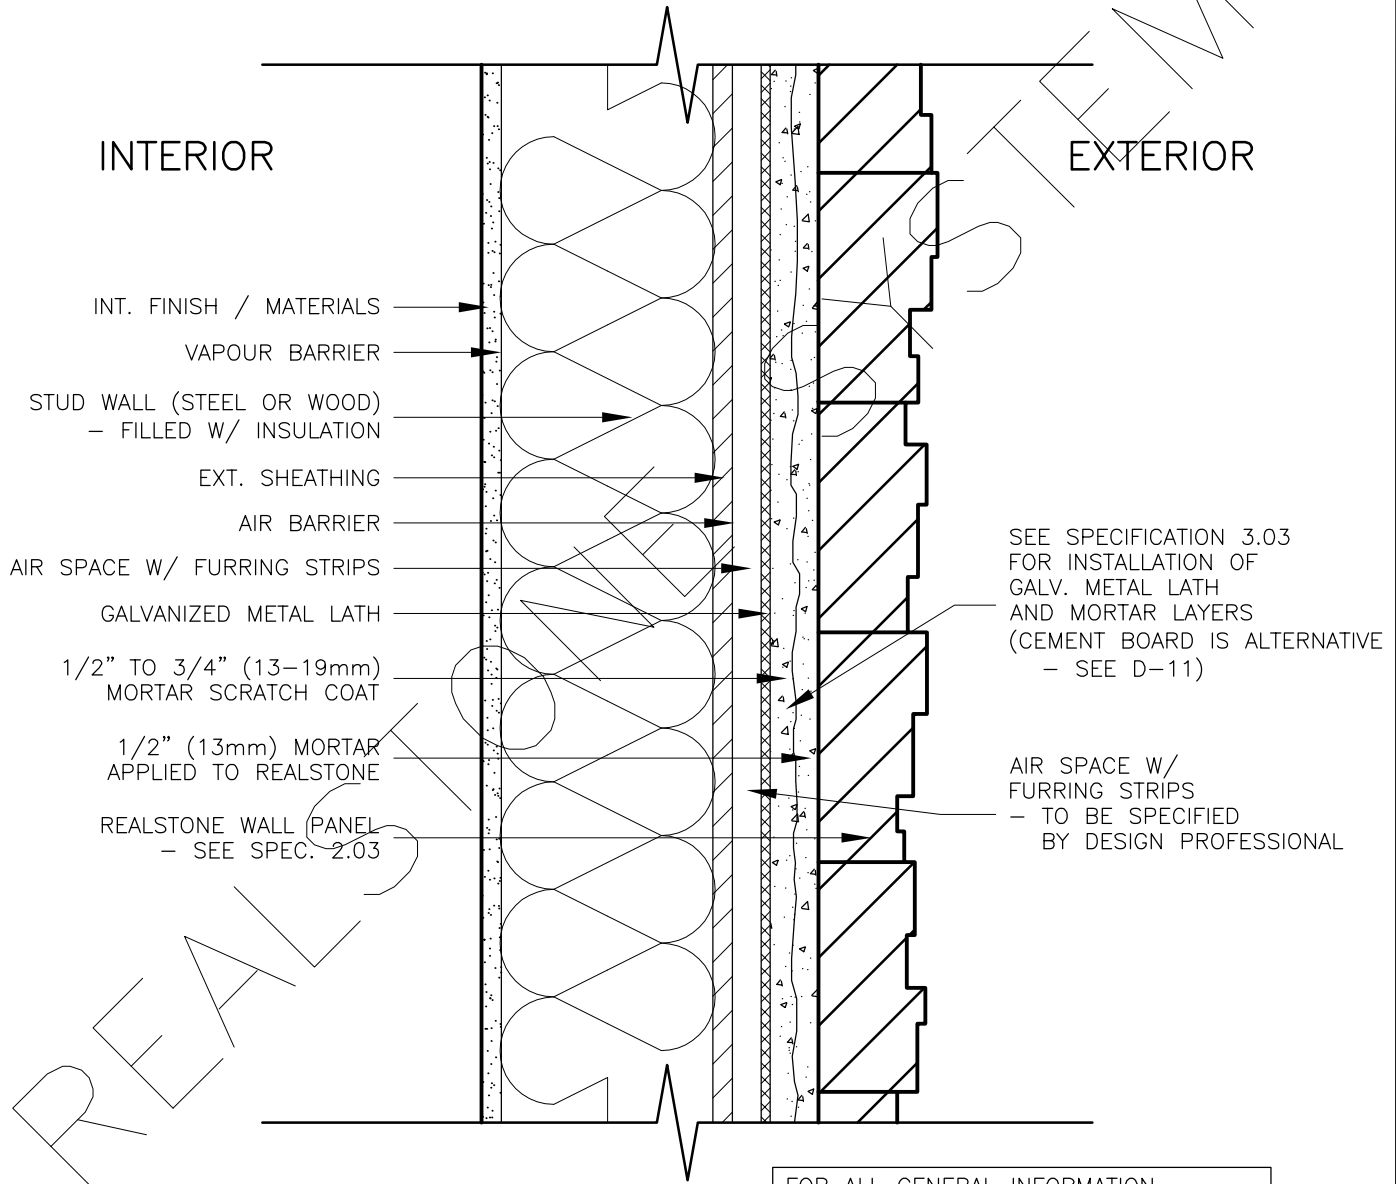 INTERIOR
EXTERIOR
INT. FINISH / MATERIALS
VAPOUR BARRIER
STUD WALL (STEEL OR WOOD)
– FILLED W/ INSULATION
EXT. SHEATHING
AIR BARRIER
AIR SPACE W/ FURRING STRIPS
GALVANIZED METAL LATH
1/2” TO 3/4” (13–19mm)
MORTAR SCRATCH COAT
1/2” (13mm) MORTAR
APPLIED TO REALSTONE
REALSTONE WALL PANEL
– SEE SPEC. 2.03
SEE SPECIFICATION 3.03
FOR INSTALLATION OF
GALV. METAL LATH
AND MORTAR LAYERS
(CEMENT BOARD IS ALTERNATIVE
– SEE D–11)
AIR SPACE W/
FURRING STRIPS
– TO BE SPECIFIED
BY DESIGN PROFESSIONAL
REALSTONE SYSTEM
FOR ALL GENERAL INFORMATION